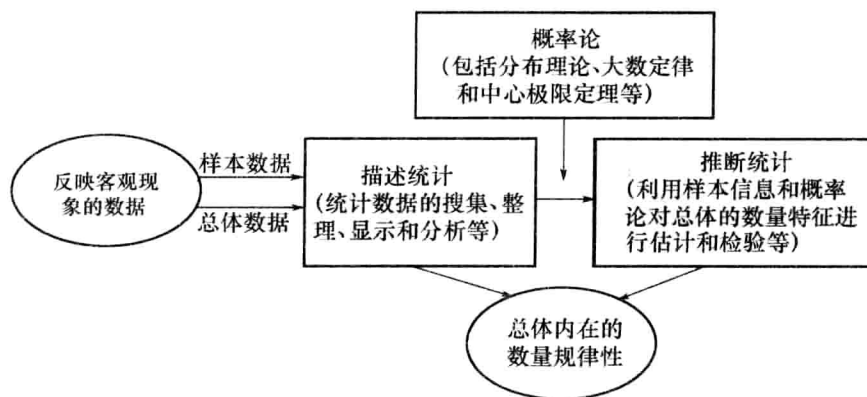 概率论
(包括分布理论、大数定律
和中心极限定理等)
反映客观现
象的数据
样本数据
总体数据
描述统计
(统计数据的搜集、整
理、显示和分析等)
推断统计
(利用样本信息和概率
论对总体的数量特征进
行估计和检验等)
总体内在的
数量规律性